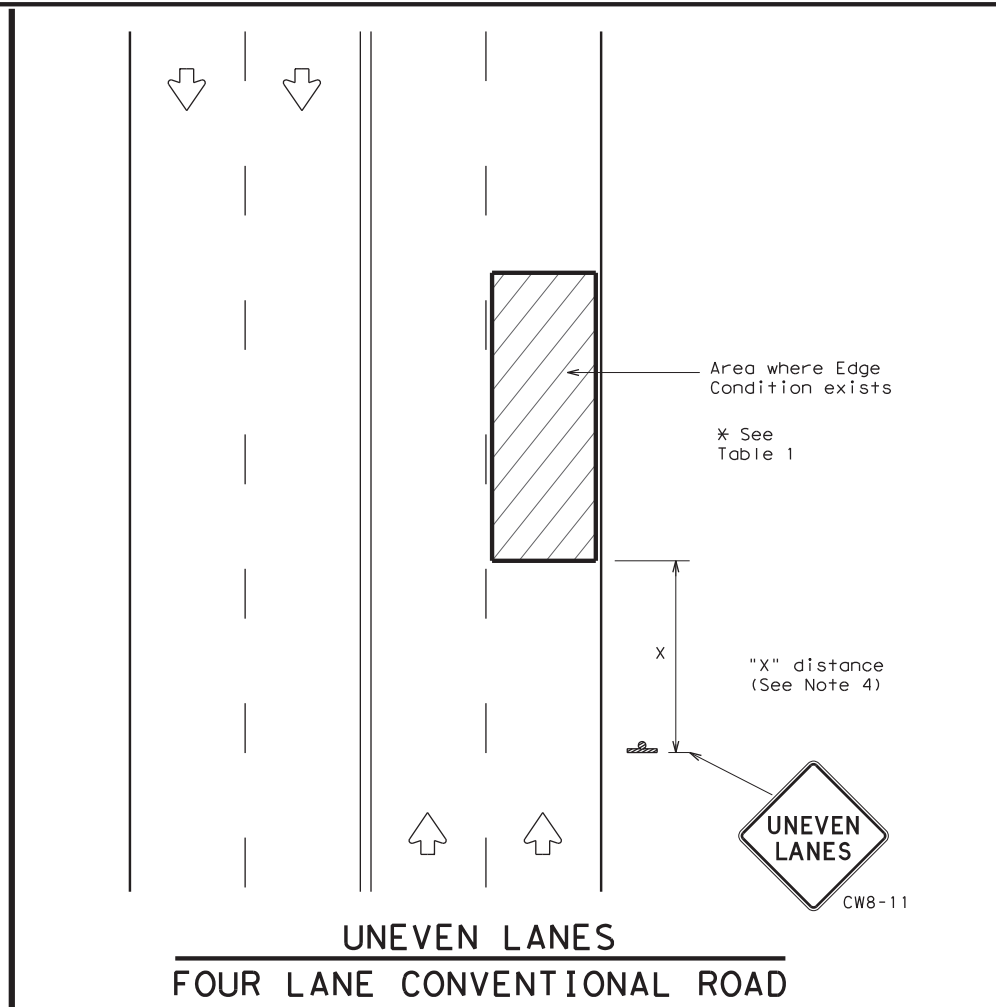 Area where Edge
Condition exists
* See
Table 1
X
"X" distance
(See Note 4)
UNEVEN
LANES
CW8-11
UNEVEN LANES
FOUR LANE CONVENTIONAL ROAD